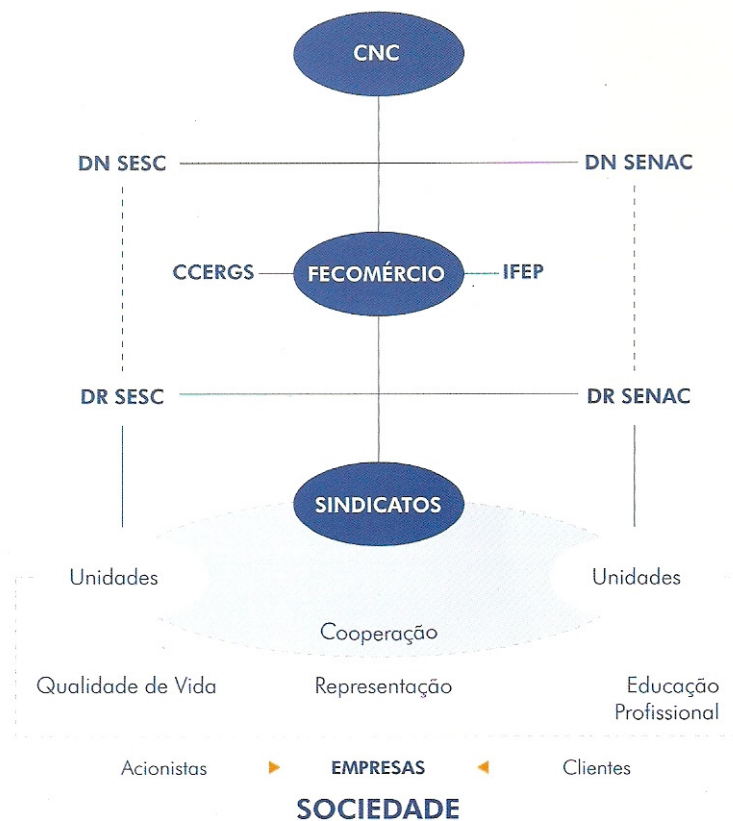 CNC
DN SESC
DN SENAC
CCERGS
FECOMÉRCIO
IFEP
DR SESC
DR SENAC
SINDICATOS
Unidades
Unidades
Cooperação
Qualidade de Vida
Representação
Educação
Profissional
Acionistas
EMPRESAS
Clientes
SOCIEDADE